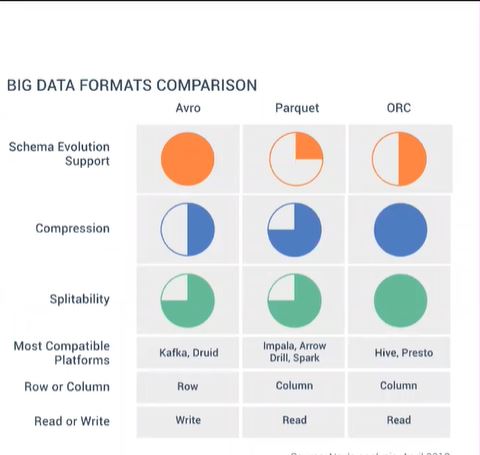 BIG DATA FORMATS COMPARISON
Avro Parquet ORC
Schema Evolution
Support
Compression
Splitability
Most Compatible
Platforms
Kafka, Druid
Impala, Arrow
Drill, Spark
Hive, Presto
Row or Column Row Column Column
Read or Write Write Read Read